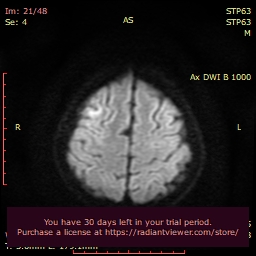 Im: 21/48
Se: 4
AS
STP63
STP63
M
Ax DWI B 1000
R
L
You have 30 days left in your trial period.
Purchase a license at https://radiantviewer.com/store/